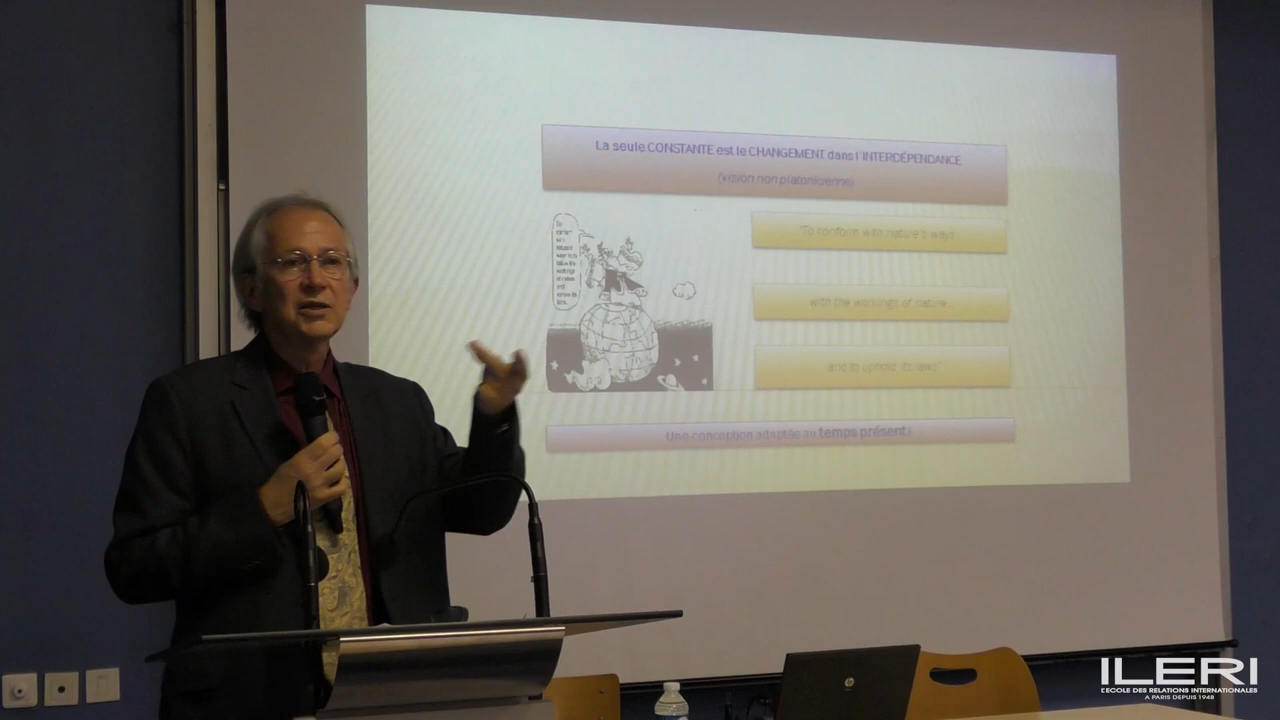 La seule CONSTANTE est le CHANGEMENT dans l'INTERDÉPENDANCE
(vision non platonicienne)
"To conform with nature's ways
with the workings of nature...
and to uphold its laws"
Une conception adaptée au temps présent !
hp
ILERI
L'ECOLE DES RELATIONS INTERNATIONALES
A PARIS DEPUIS 1948